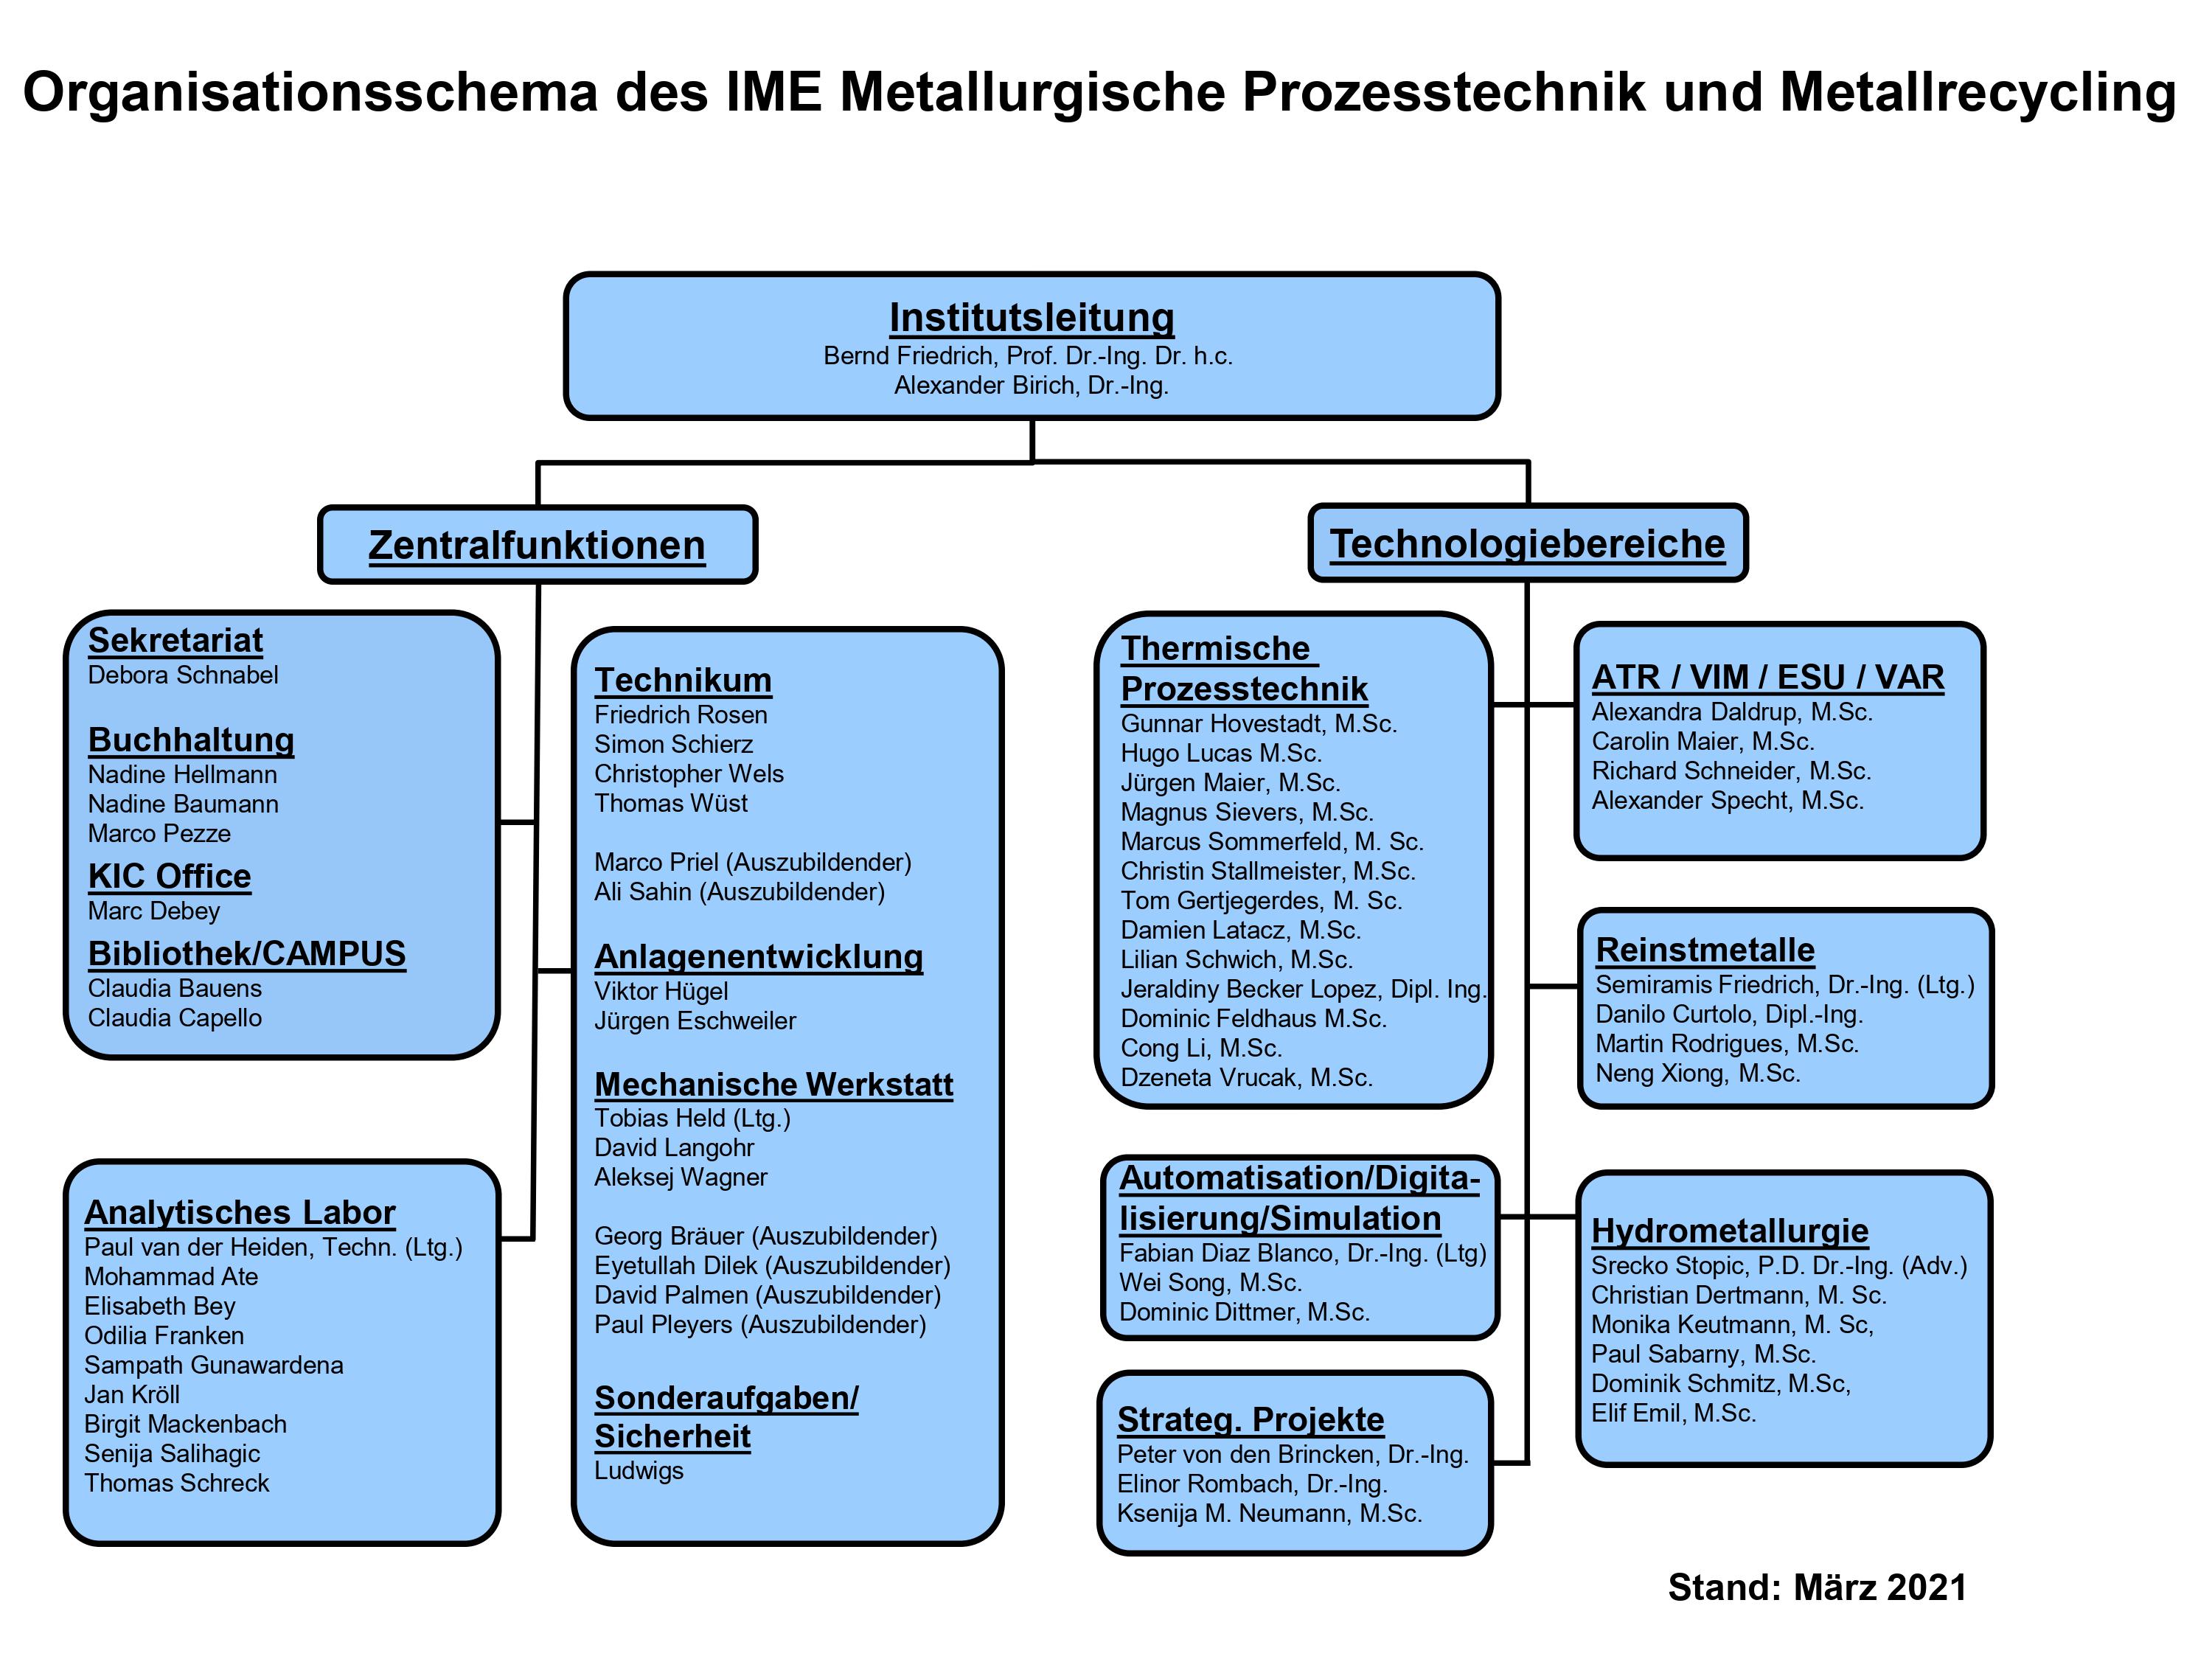 Organisationsschema des IME Metallurgische Prozesstechnik und Metallrecycling
Institutsleitung
Bernd Friedrich, Prof. Dr.-Ing. Dr. h.c.
Alexander Birich, Dr.-Ing.
Zentralfunktionen
Sekretariat
Debora Schnabel
Buchhaltung
Nadine Hellmann
Nadine Baumann
Marco Pezze
KIC Office
Marc Debey
Bibliothek/CAMPUS
Claudia Bauens
Claudia Capello
Analytisches Labor
Paul van der Heiden, Techn. (Ltg.)
Mohammad Ate
Elisabeth Bey
Odilia Franken
Sampath Gunawardena
Jan Kröll
Birgit Mackenbach
Senija Salihagic
Thomas Schreck
Technikum
Friedrich Rosen
Simon Schierz
Christopher Wels
Thomas Wüst
Marco Priel (Auszubildender)
Ali Sahin (Auszubildender)
Anlagenentwicklung
Viktor Hügel
Jürgen Eschweiler
Mechanische Werkstatt
Tobias Held (Ltg.)
David Langohr
Aleksej Wagner
Georg Bräuer (Auszubildender)
Eyetullah Dilek (Auszubildender)
David Palmen (Auszubildender)
Paul Pleyers (Auszubildender)
Sonderaufgaben/
Sicherheit
Ludwigs
Technologiebereiche
Thermische
Prozesstechnik
Gunnar Hovestadt, M.Sc.
Hugo Lucas M.Sc.
Jürgen Maier, M.Sc.
Magnus Sievers, M.Sc.
Marcus Sommerfeld, M. Sc.
Christin Stallmeister, M.Sc.
Tom Gertjegerdes, M. Sc.
Damien Latacz, M.Sc.
Lilian Schwich, M.Sc.
Jeraldiny Becker Lopez, Dipl. Ing.
Dominic Feldhaus M.Sc.
Cong Li, M.Sc.
Dzeneta Vrucak, M.Sc.
Automatisation/Digita-
lisierung/Simulation
Fabian Diaz Blanco, Dr.-Ing. (Ltg)
Wei Song, M.Sc.
Dominic Dittmer, M.Sc.
Strateg. Projekte
Peter von den Brincken, Dr.-Ing.
Elinor Rombach, Dr.-Ing.
Ksenija M. Neumann, M.Sc.
ATR / VIM / ESU / VAR
Alexandra Daldrup, M.Sc.
Carolin Maier, M.Sc.
Richard Schneider, M.Sc.
Alexander Specht, M.Sc.
Reinstmetalle
Semiramis Friedrich, Dr.-Ing. (Ltg.)
Danilo Curtolo, Dipl.-Ing.
Martin Rodrigues, M.Sc.
Neng Xiong, M.Sc.
Hydrometallurgie
Srecko Stopic, P.D. Dr.-Ing. (Adv.)
Christian Dertmann, M. Sc.
Monika Keutmann, M. Sc,
Paul Sabarny, M.Sc.
Dominik Schmitz, M.Sc,
Elif Emil, M.Sc.
Stand: März 2021